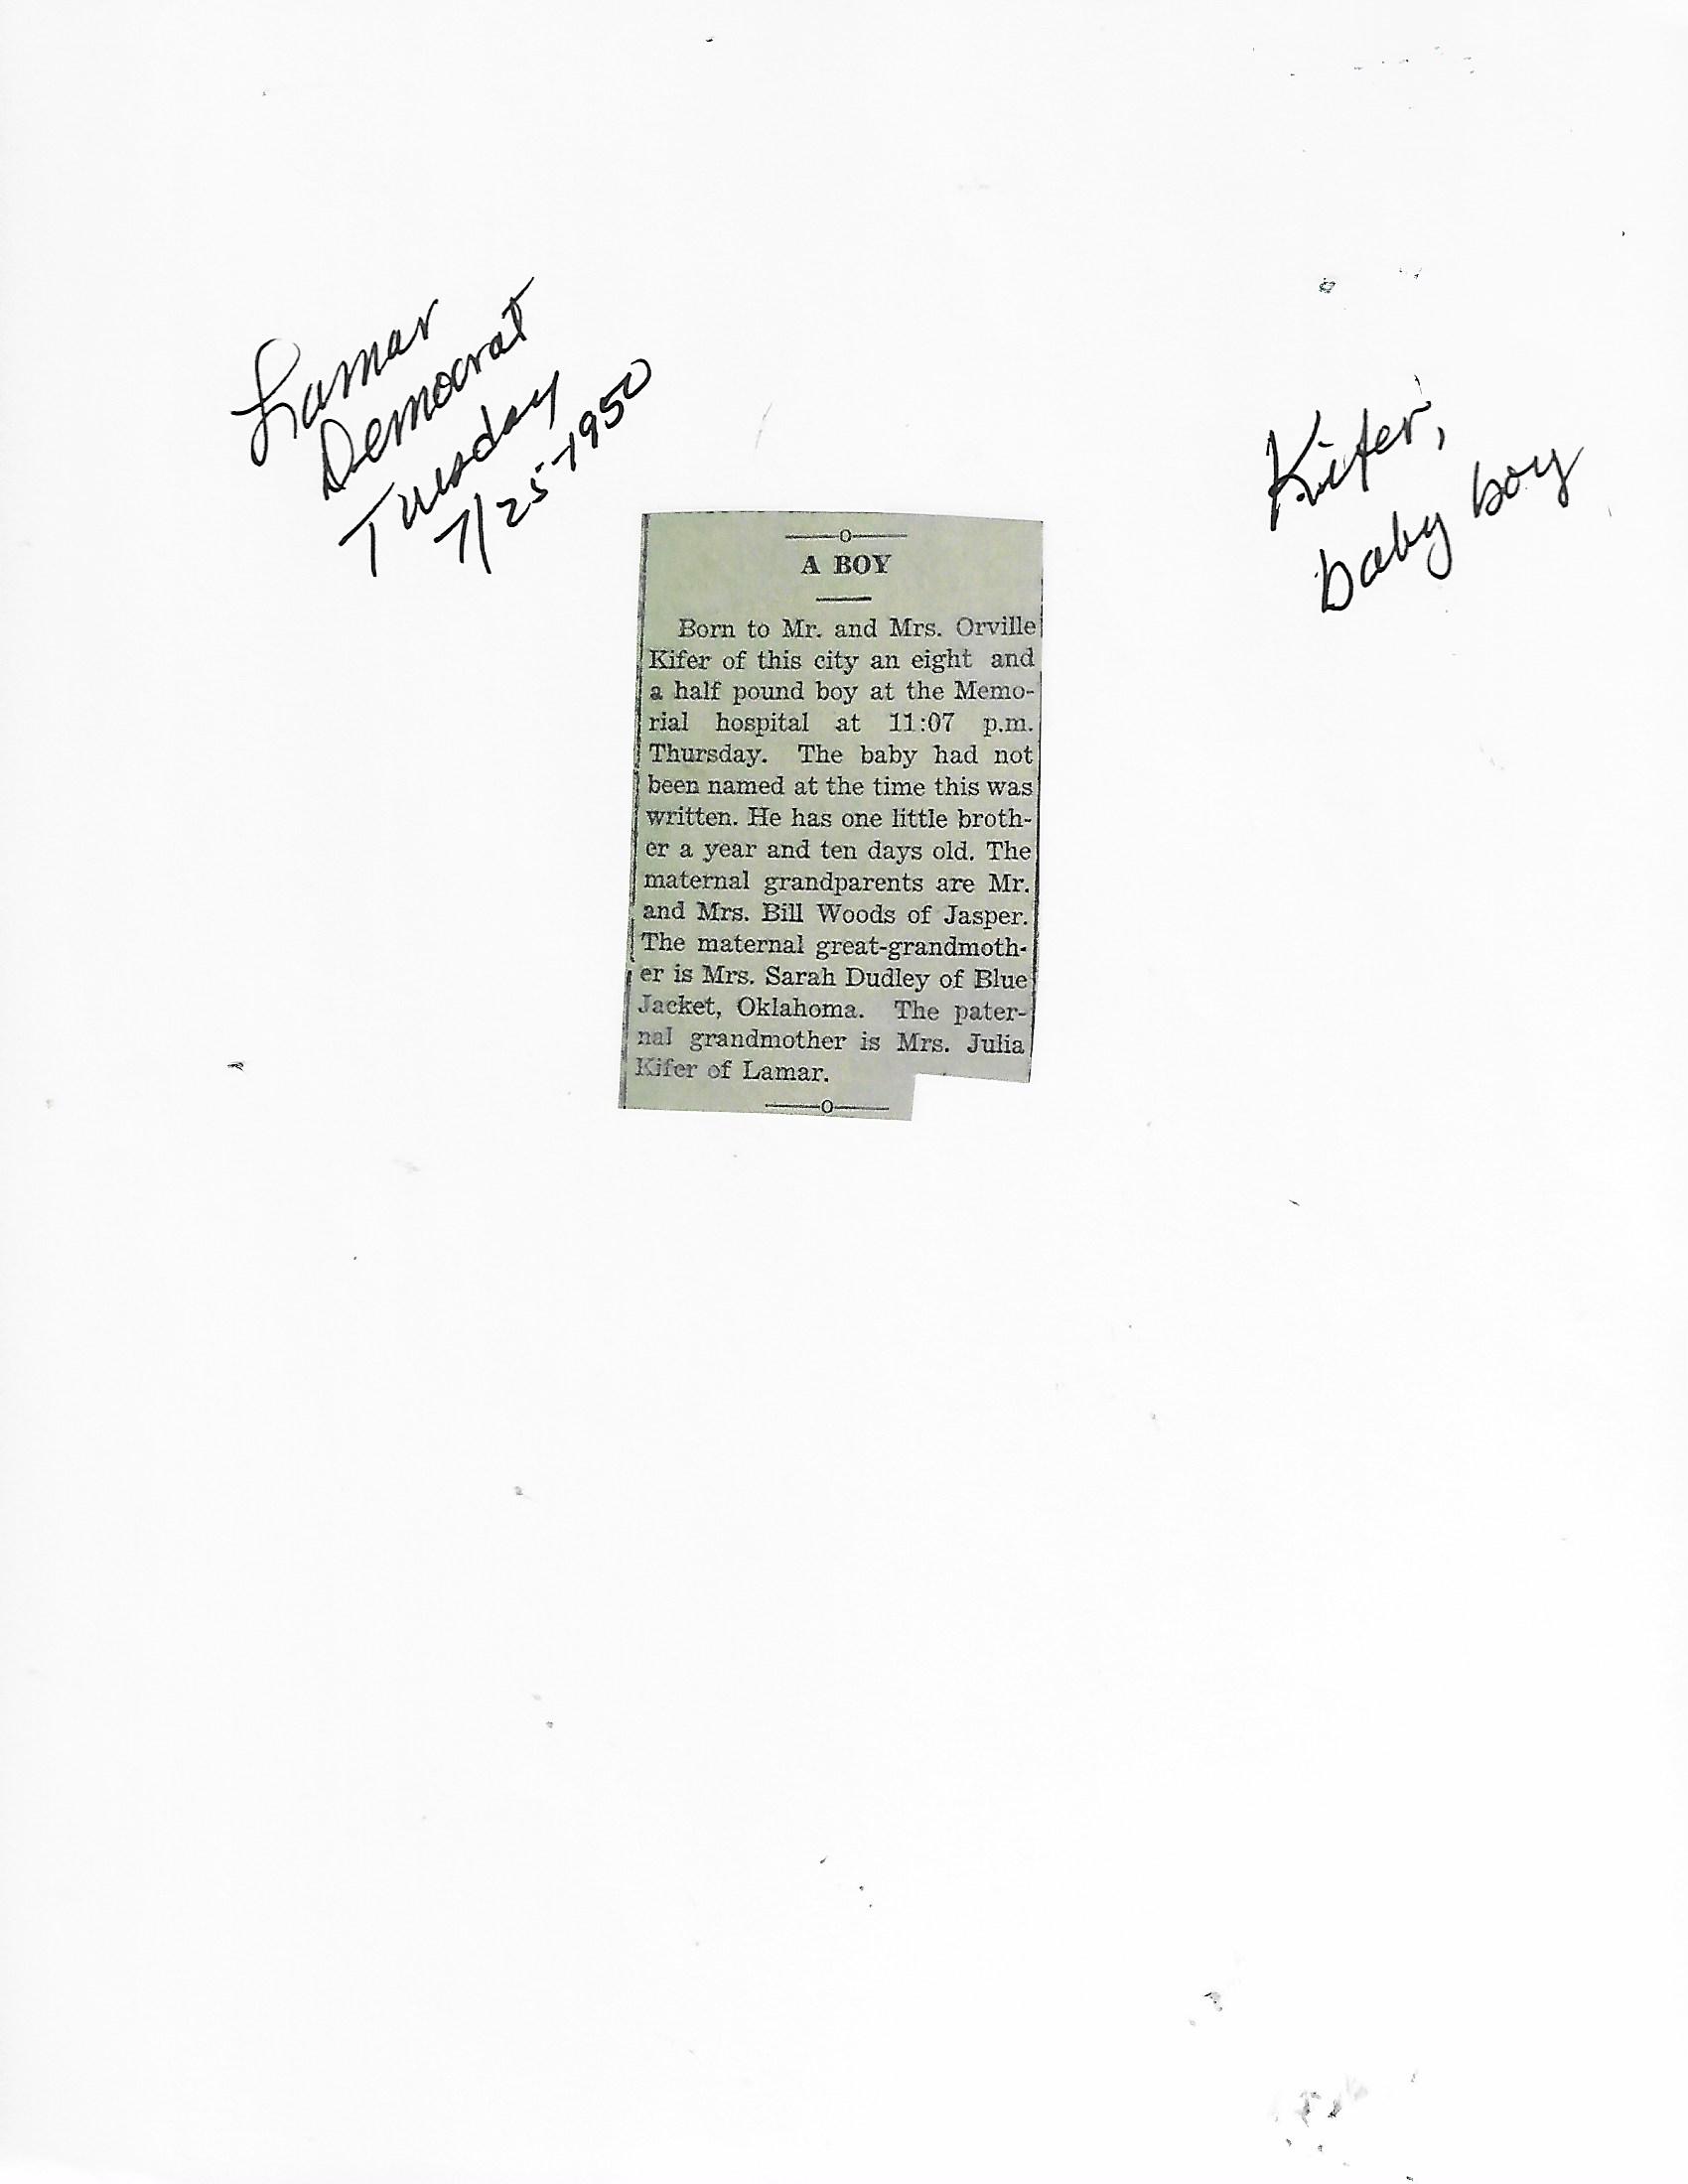 Lamar
Democrat
Tuesday
7/25-1950
Kifer,
baby boy
A BOY
Born to Mr. and Mrs. Orville
Kifer of this city an eight and
a half pound boy at the Memo-
rial hospital at 11:07 p.m.
Thursday. The baby had not
been named at the time this was
written. He has one little broth-
er a year and ten days old. The
maternal grandparents are Mr.
and Mrs. Bill Woods of Jasper.
The maternal great-grandmoth-
er is Mrs. Sarah Dudley of Blue
Jacket, Oklahoma. The pater-
nal grandmother is Mrs. Julia
Kifer of Lamar.